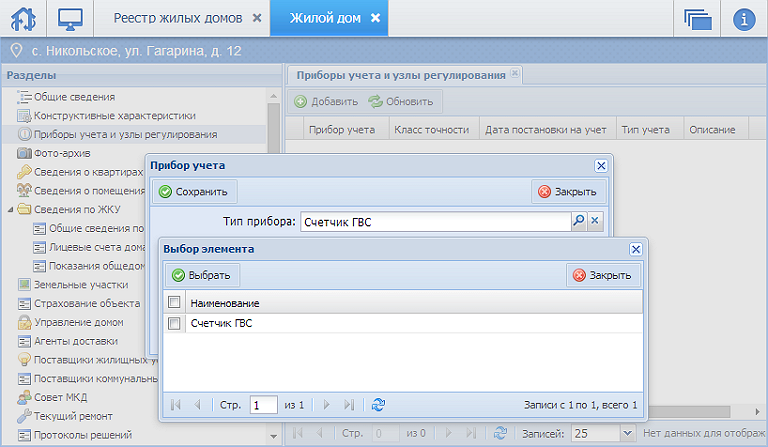 Реестр жилых домов
Жилой дом
с. Никольское, ул. Гагарина, д. 12
Разделы
Общие сведения
Конструктивные характеристики
Приборы учета и узлы регулирования
Фото-архив
Сведения о квартирах
Сведения о помещения
Сведения по ЖКУ
Общие сведения по
Лицевые счета дома
Показания общедом
Земельные участки
Страхование объекта
Управление домом
Агенты доставки
Поставщики жилищных ус
Поставщики коммунальны
Совет МКД
Текущий ремонт
Протоколы решений
Приборы учета и узлы регулирования
Добавить Обновить
Прибор учета Класс точности Дата постановки на учет Тип учета Описание
Прибор учета
Сохранить Закрыть
Тип прибора: Счетчик ГВС
Выбор элемента
Выбрать Закрыть
Наименование
Счетчик ГВС
Стр. 1 из 1 Записи с 1 по 1, всего 1
Стр. 0 из 0 Записей: 25 Нет данных для отображ